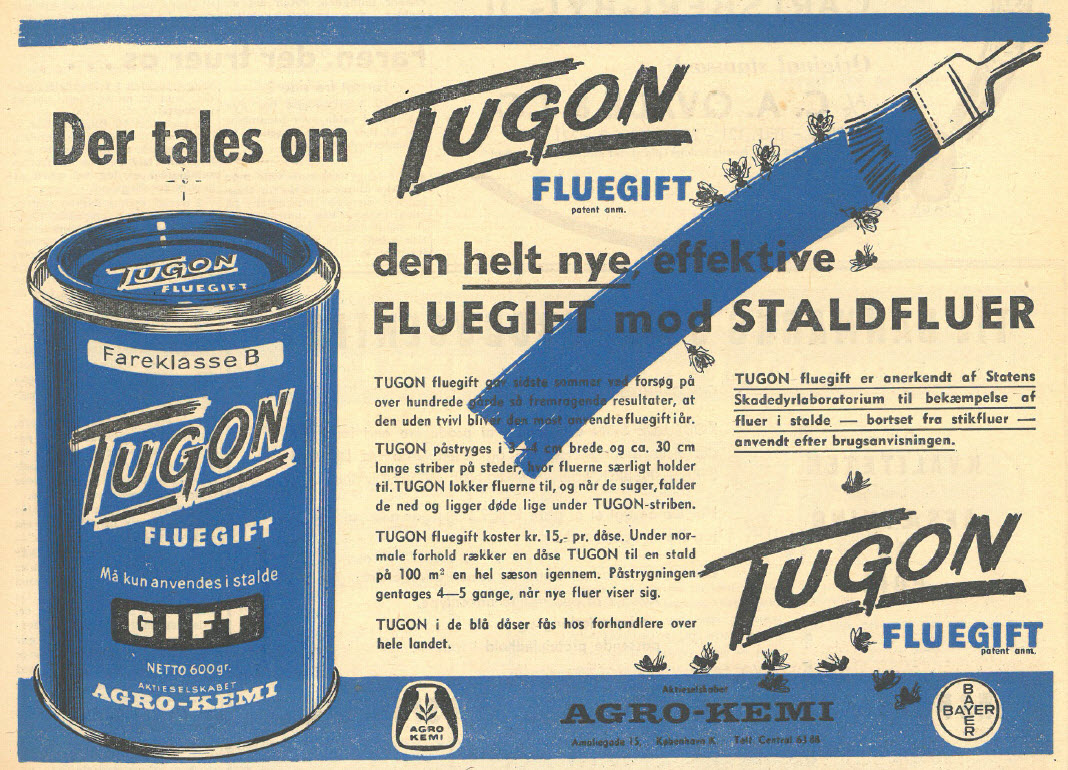 Der tales om
TUGON
FLUEGIFT
patent anm.
den helt nye, effektive
FLUEGIFT mod STALDFLUER
TUGON
FLUEGIFT
Fareklasse B
TUGON
FLUEGIFT
Må kun anvendes i stalde
GIFT
NETTO 600gr.
AKTIESELSKABET
AGRO-KEMI
TUGON fluegift gav sidste sommer ved forsøg på
over hundrede gårde så fremragende resultater, at
den uden tvivl bliver den mest anvendte fluegift i år.
TUGON påstryges i 3—4 cm brede og ca. 30 cm
lange striber på steder, hvor fluerne særligt holder
til. TUGON lokker fluerne til, og når de suger, falder
de ned og ligger døde lige under TUGON-striben.
TUGON fluegift koster kr. 15,- pr. dåse. Under nor-
male forhold rækker en dåse TUGON til en stald
på 100 m² en hel sæson igennem. Påstrygningen
gentages 4—5 gange, når nye fluer viser sig.
TUGON i de blå dåser fås hos forhandlere over
hele landet.
TUGON fluegift er anerkendt af Statens
Skadedyrlaboratorium til bekæmpelse af
fluer i stalde — bortset fra stikfluer —
anvendt efter brugsanvisningen.
TUGON
FLUEGIFT
patent anm.
AGRO
KEMI
Aktieselskabet
AGRO-KEMI
Amaliegade 15, København K Telf. Central 6388
BAYER
BAYER